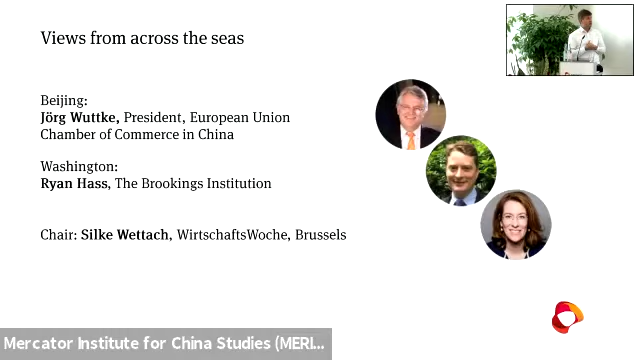 Views from across the seas
Beijing:
Jörg Wuttke, President, European Union
Chamber of Commerce in China
Washington:
Ryan Hass, The Brookings Institution
Chair: Silke Wettach, WirtschaftsWoche, Brussels
Mercator Institute for China Studies (MERI...